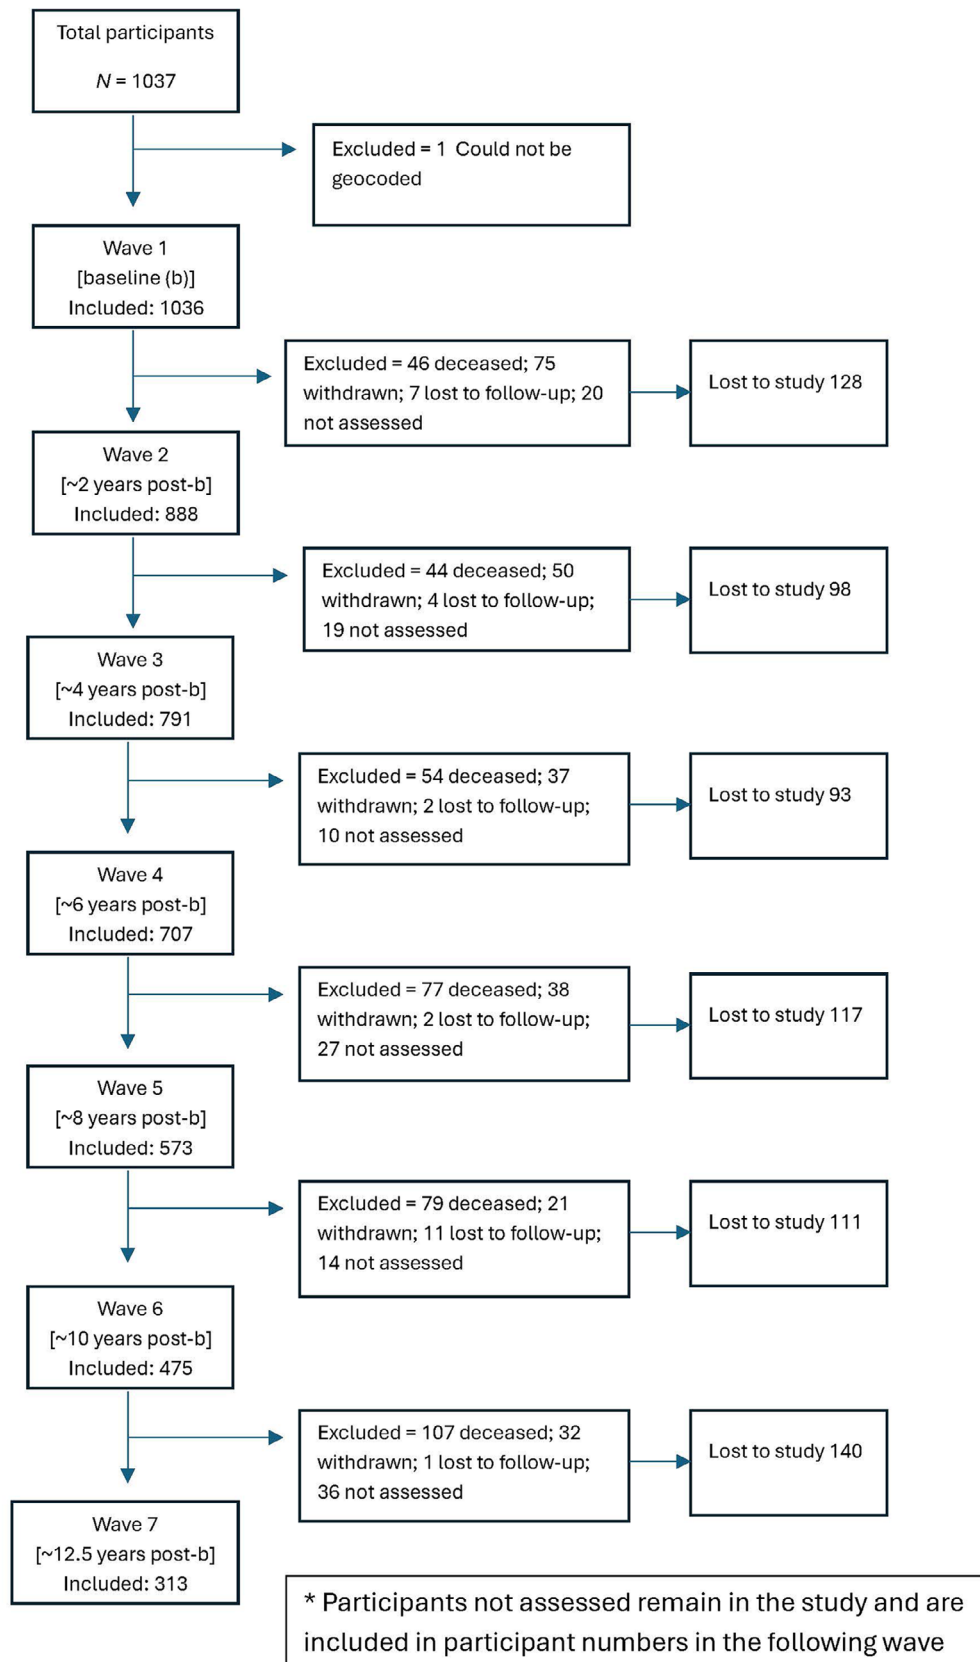 Total participants
N = 1037
Excluded = 1  Could not be
geocoded
Wave 1
[baseline (b)]
Included: 1036
Excluded = 46 deceased; 75
withdrawn; 7 lost to follow-up; 20
not assessed
Lost to study 128
Wave 2
[~2 years post-b]
Included: 888
Excluded = 44 deceased; 50
withdrawn; 4 lost to follow-up;
19 not assessed
Lost to study 98
Wave 3
[~4 years post-b]
Included: 791
Excluded = 54 deceased; 37
withdrawn; 2 lost to follow-up;
10 not assessed
Lost to study 93
Wave 4
[~6 years post-b]
Included: 707
Excluded = 77 deceased; 38
withdrawn; 2 lost to follow-up;
27 not assessed
Lost to study 117
Wave 5
[~8 years post-b]
Included: 573
Excluded = 79 deceased; 21
withdrawn; 11 lost to follow-up;
14 not assessed
Lost to study 111
Wave 6
[~10 years post-b]
Included: 475
Excluded = 107 deceased; 32
withdrawn; 1 lost to follow-up;
36 not assessed
Lost to study 140
Wave 7
[~12.5 years post-b]
Included: 313
* Participants not assessed remain in the study and are
included in participant numbers in the following wave